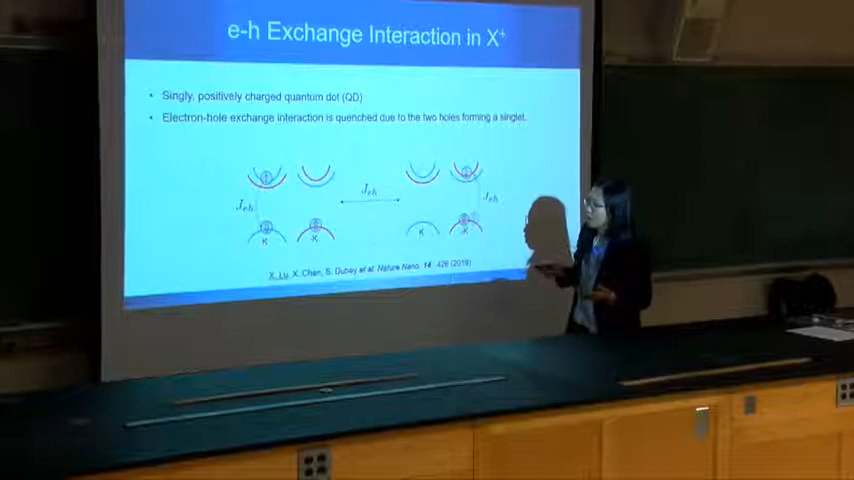 e-h Exchange Interaction in X⁺
• Singly, positively charged quantum dot (QD)
• Electron-hole exchange interaction is quenched due to the two holes forming a singlet.
J_eh
J_eh
J_eh
K -K K -K
X. Lu, X. Chen, S. Dubey et al. Nature Nano. 14, 426 (2019)